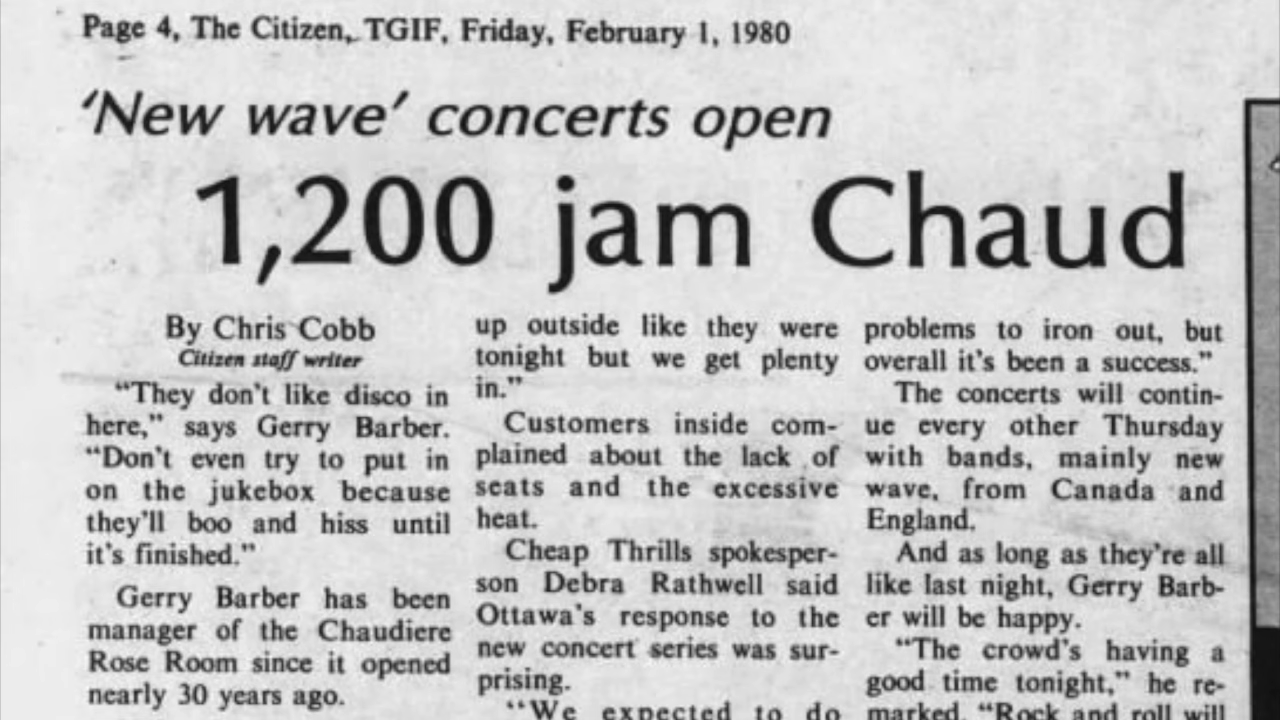 Page 4, The Citizen, TGIF, Friday, February 1, 1980
'New wave' concerts open
1,200 jam Chaud
By Chris Cobb
Citizen staff writer
“They don't like disco in
here,” says Gerry Barber.
“Don't even try to put in
on the jukebox because
they'll boo and hiss until
it's finished.”
Gerry Barber has been
manager of the Chaudiere
Rose Room since it opened
nearly 30 years ago.
up outside like they were
tonight but we get plenty
in.”
Customers inside com-
plained about the lack of
seats and the excessive
heat.
Cheap Thrills spokesper-
son Debra Rathwell said
Ottawa's response to the
new concert series was sur-
prising.
“We expected to do
problems to iron out, but
overall it's been a success.”
The concerts will contin-
ue every other Thursday
with bands, mainly new
wave, from Canada and
England.
And as long as they're all
like last night, Gerry Barb-
er will be happy.
“The crowd's having a
good time tonight,” he re-
marked. “Rock and roll will